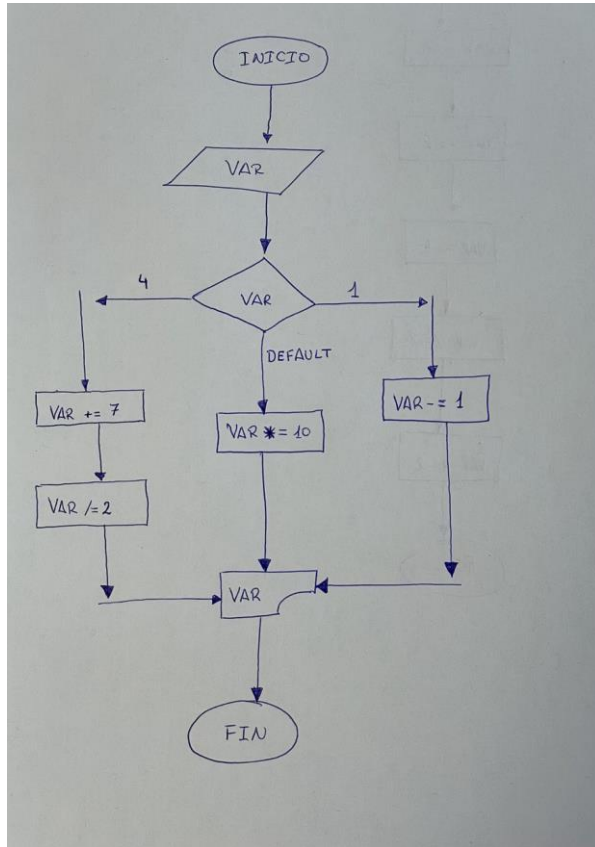 INICIO
VAR
VAR
4
1
DEFAULT
VAR += 7
VAR *= 10
VAR -= 1
VAR /= 2
VAR
FIN